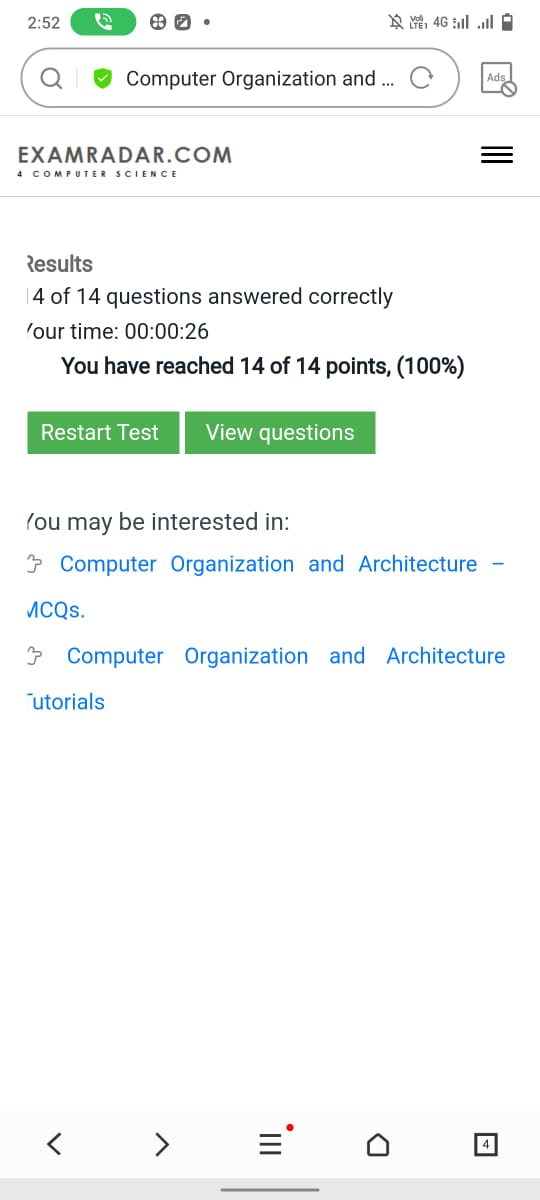 2:52
4G
Computer Organization and ...
Ads
EXAMRADAR.COM
4 COMPUTER SCIENCE
Results
14 of 14 questions answered correctly
Your time: 00:00:26
You have reached 14 of 14 points, (100%)
Restart Test View questions
You may be interested in:
Computer Organization and Architecture –
MCQs.
Computer Organization and Architecture
Tutorials
4